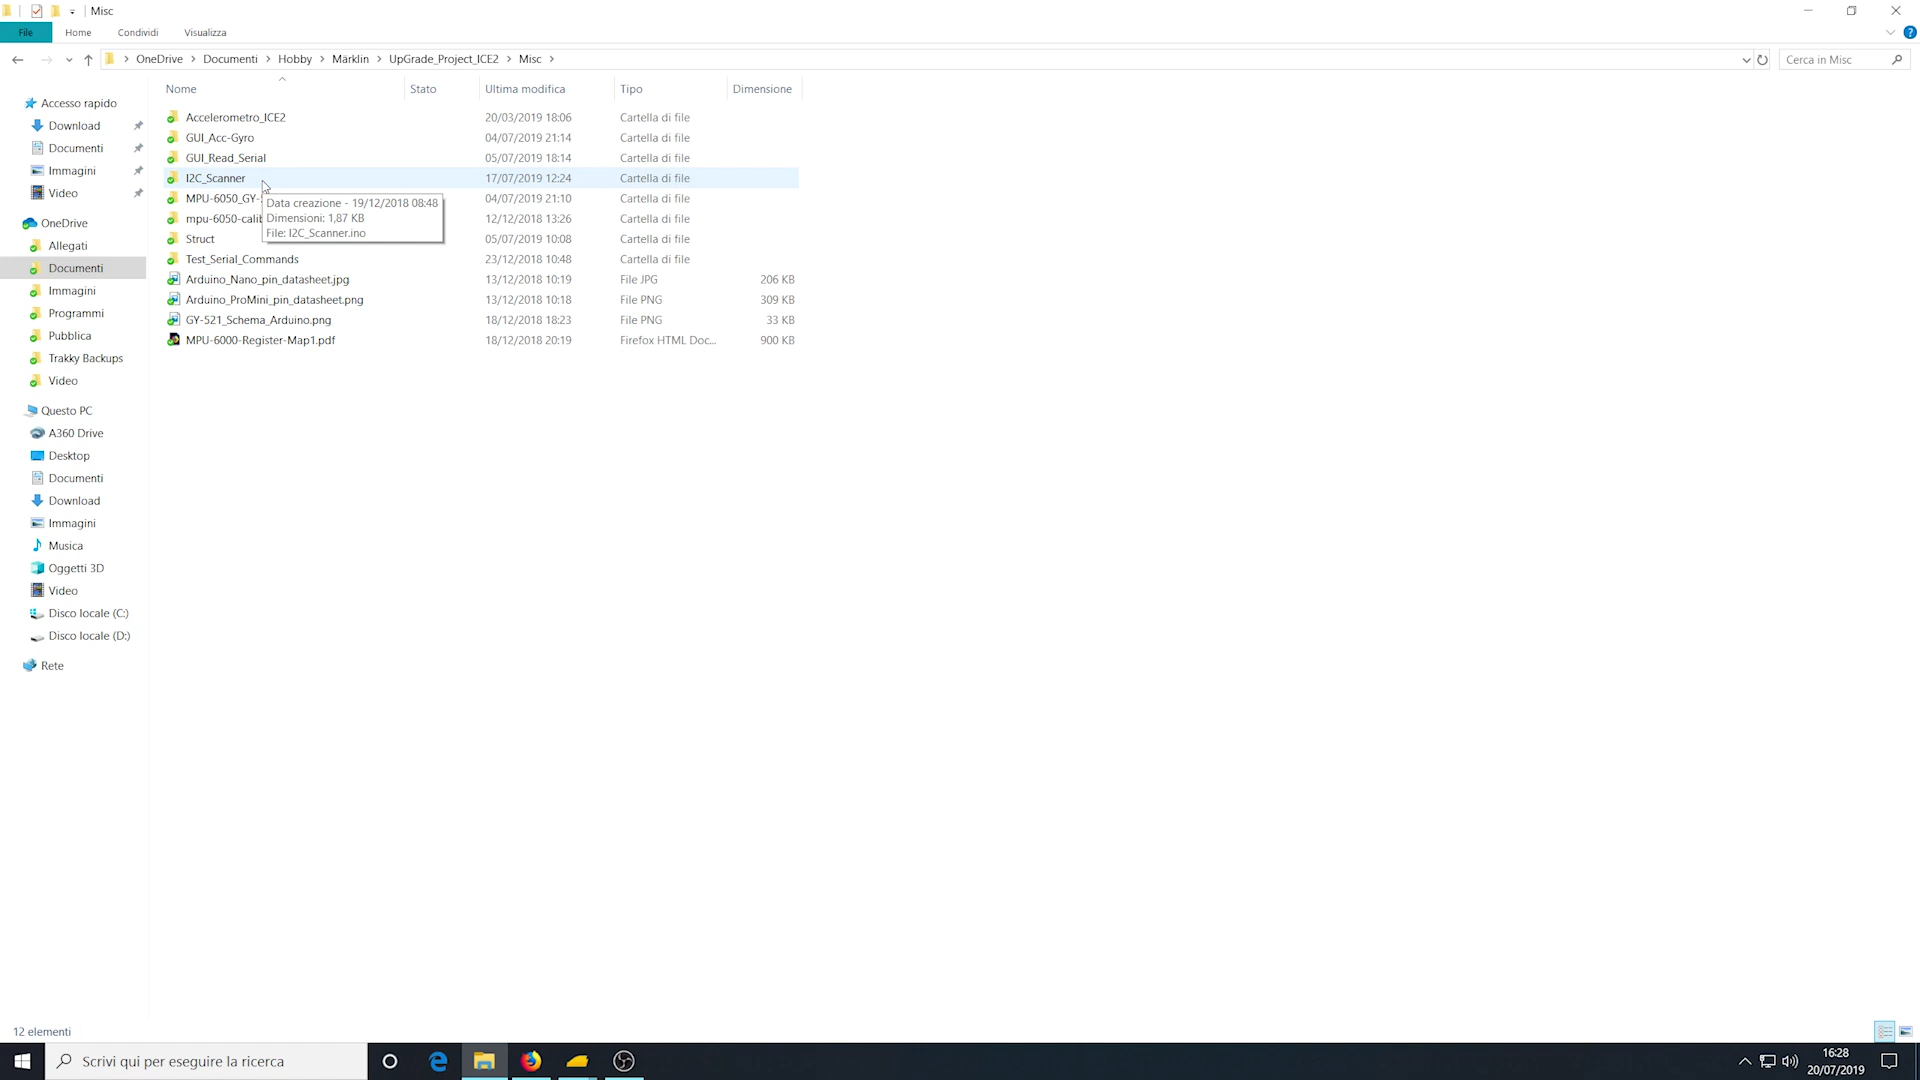 Misc
File Home Condividi Visualizza
OneDrive Documenti Hobby Märklin UpGrade_Project_ICE2 Misc
Cerca in Misc
Nome Stato Ultima modifica Tipo Dimensione
Accelerometro_ICE2 20/03/2019 18:06 Cartella di file
GUI_Acc-Gyro 04/07/2019 21:14 Cartella di file
GUI_Read_Serial 05/07/2019 18:14 Cartella di file
I2C_Scanner 17/07/2019 12:24 Cartella di file
MPU-6050_GY- 04/07/2019 21:10 Cartella di file
mpu-6050-calib 12/12/2018 13:26 Cartella di file
Struct 05/07/2019 10:08 Cartella di file
Test_Serial_Commands 23/12/2018 10:48 Cartella di file
Arduino_Nano_pin_datasheet.jpg 13/12/2018 10:19 File JPG 206 KB
Arduino_ProMini_pin_datasheet.png 13/12/2018 10:18 File PNG 309 KB
GY-521_Schema_Arduino.png 18/12/2018 18:23 File PNG 33 KB
MPU-6000-Register-Map1.pdf 18/12/2018 20:19 Firefox HTML Doc... 900 KB
Data creazione - 19/12/2018 08:48
Dimensioni: 1,87 KB
File: I2C_Scanner.ino
Accesso rapido
Download
Documenti
Immagini
Video
OneDrive
Allegati
Documenti
Immagini
Programmi
Pubblica
Trakky Backups
Video
Questo PC
A360 Drive
Desktop
Documenti
Download
Immagini
Musica
Oggetti 3D
Video
Disco locale (C:)
Disco locale (D:)
Rete
12 elementi
Scrivi qui per eseguire la ricerca
16:28
20/07/2019